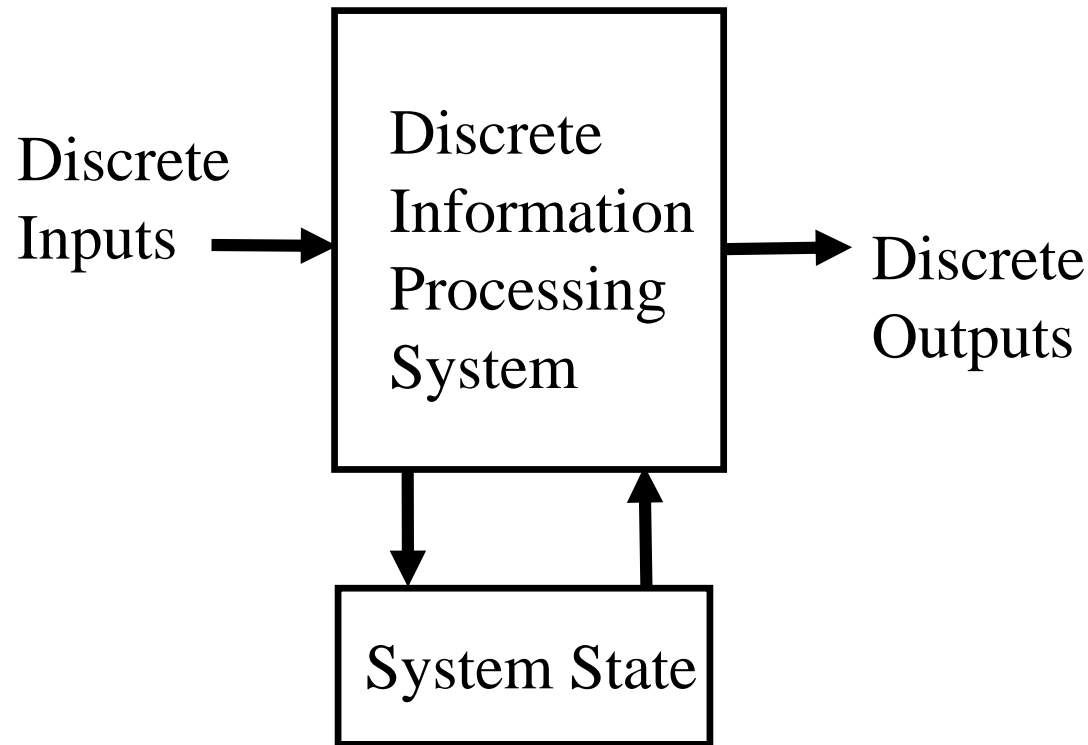 Discrete
Inputs
Discrete
Information
Processing
System
Discrete
Outputs
System State